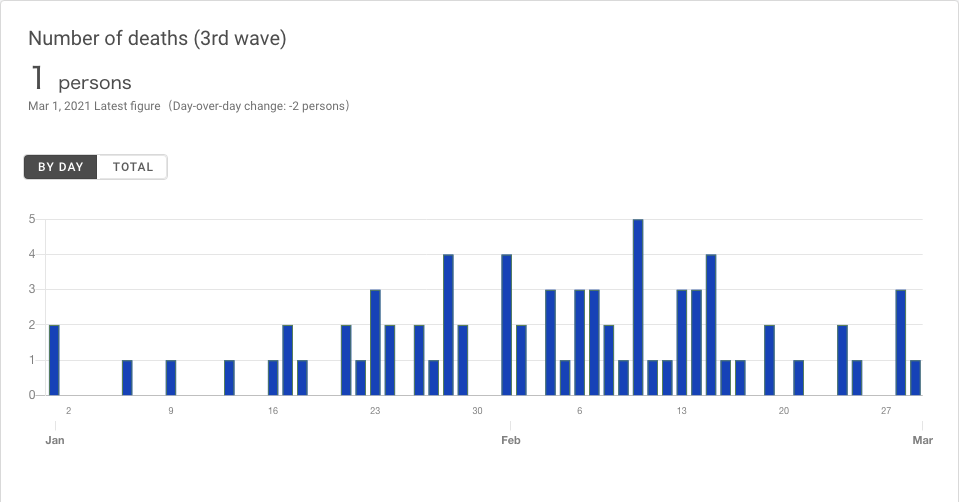 Number of deaths (3rd wave)
1 persons
Mar 1, 2021 Latest figure（Day-over-day change: -2 persons）
BY DAY TOTAL
5
4
3
2
1
0
2 9 16 23 30 6 13 20 27
Jan Feb Mar